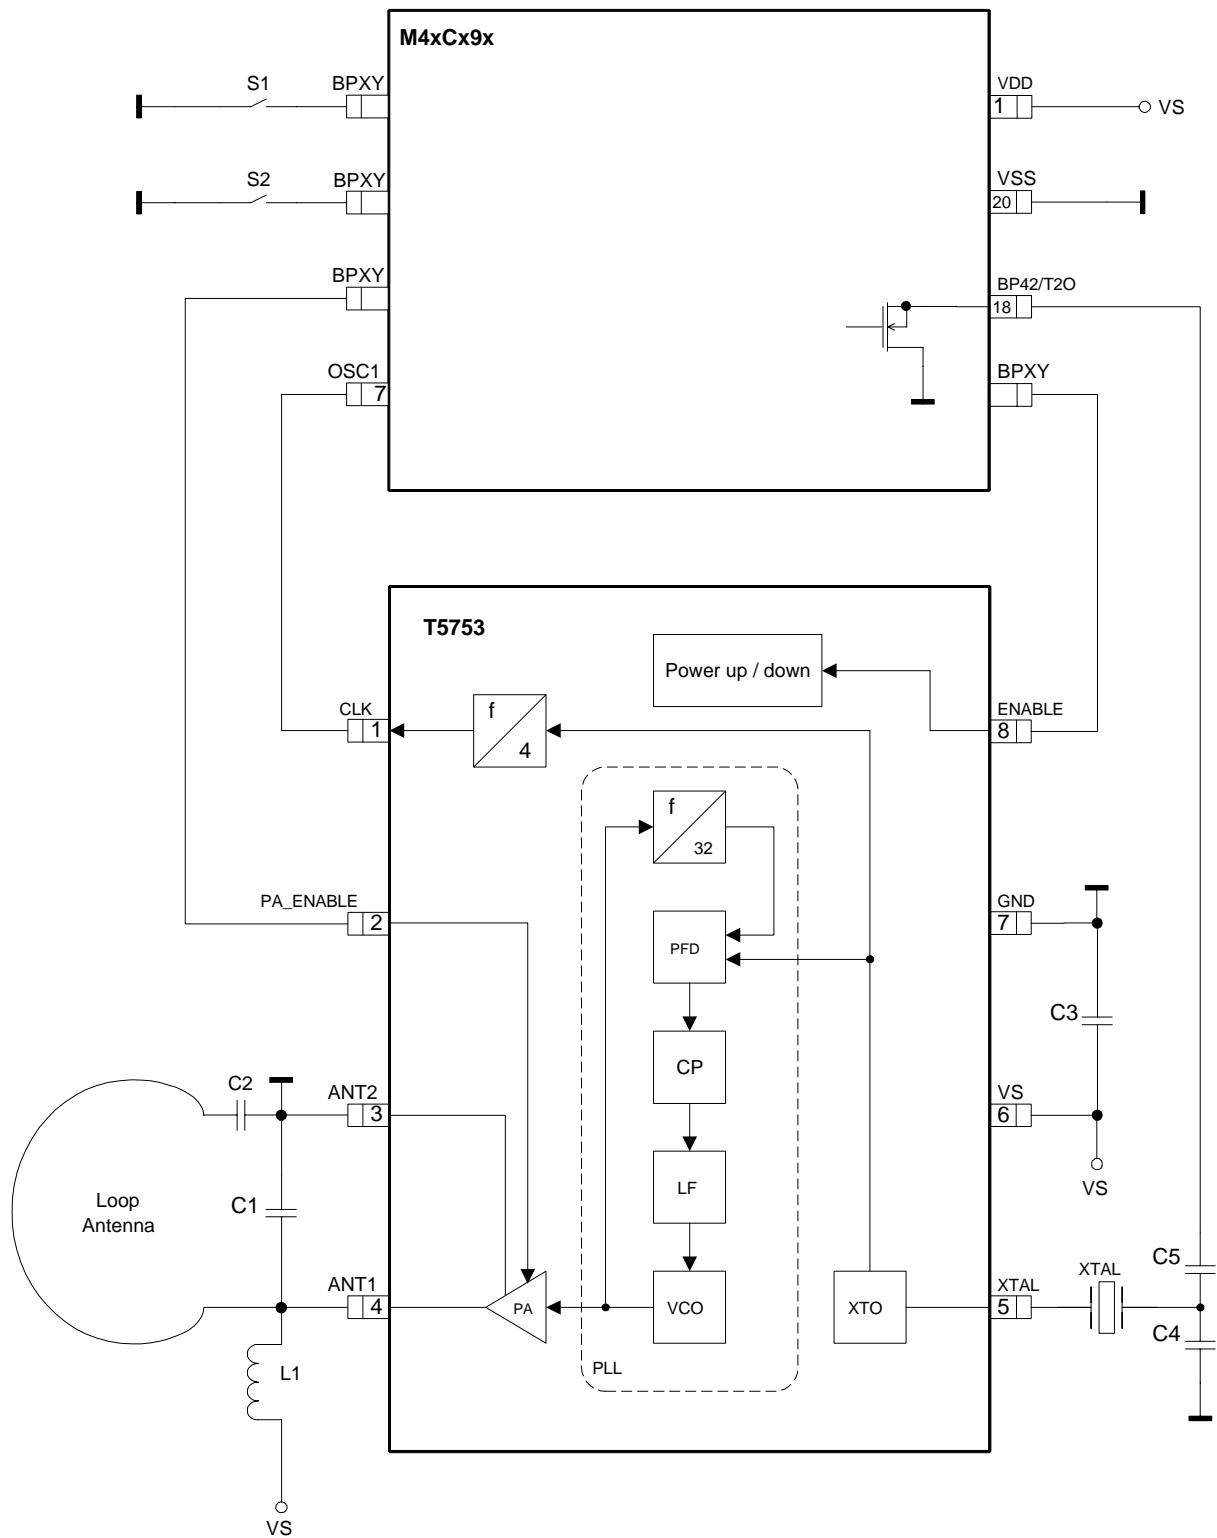 M4xCx9x
S1
BPXY
VDD
1
VS
S2
BPXY
VSS
20
BPXY
BP42/T2O
18
OSC1
7
BPXY
T5753
Power up / down
CLK
1
f
4
ENABLE
8
f
32
PA_ENABLE
2
PFD
GND
7
C3
CP
C2
ANT2
3
VS
6
VS
Loop
Antenna
C1
LF
C5
ANT1
4
PA
VCO
XTO
XTAL
5
XTAL
C4
L1
PLL
VS